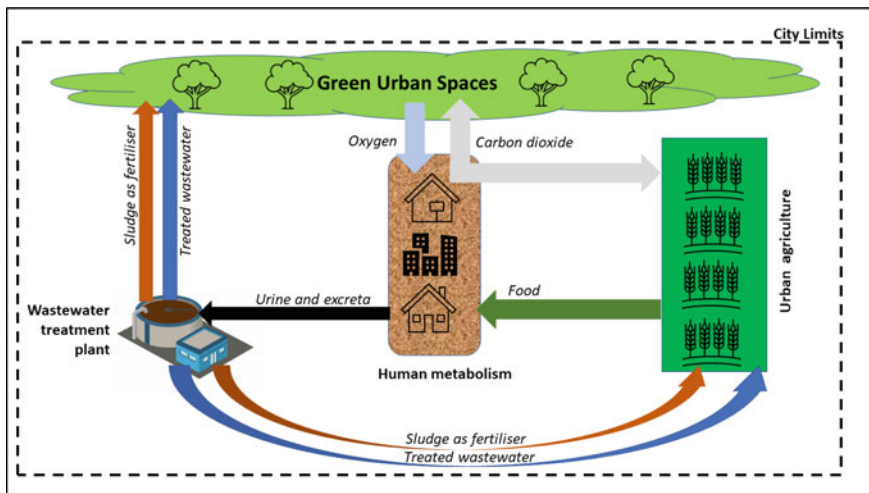 City Limits
Green Urban Spaces
Oxygen
Carbon dioxide
Sludge as fertiliser
Treated wastewater
Urban agriculture
Urine and excreta
Food
Wastewater
treatment
plant
Human metabolism
Sludge as fertiliser
Treated wastewater